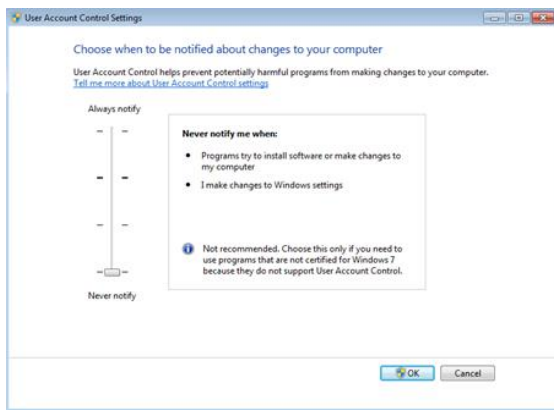 User Account Control Settings
Choose when to be notified about changes to your computer
User Account Control helps prevent potentially harmful programs from making changes to your computer.
Tell me more about User Account Control settings
Always notify
Never notify me when:
Programs try to install software or make changes to
my computer
I make changes to Windows settings
Not recommended. Choose this only if you need to
use programs that are not certified for Windows 7
because they do not support User Account Control.
Never notify
OK
Cancel